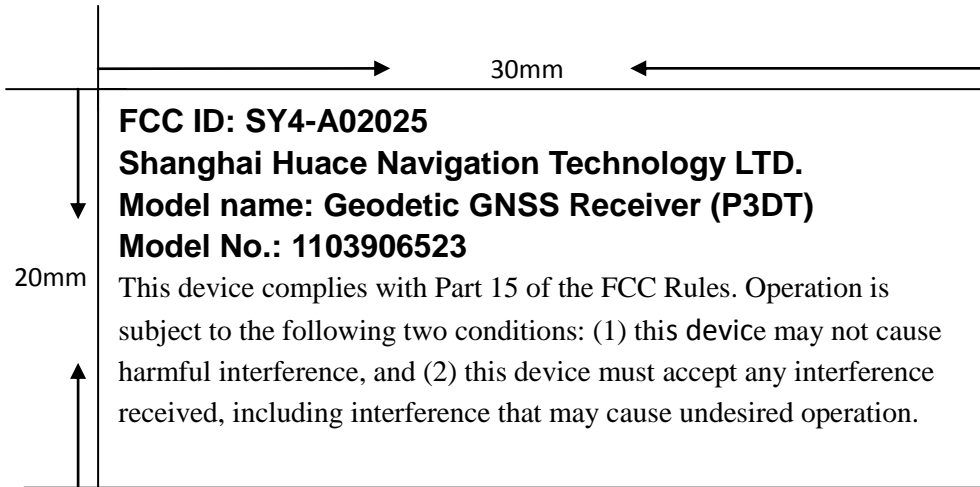 30mm
FCC ID: SY4-A02025
Shanghai Huace Navigation Technology LTD.
Model name: Geodetic GNSS Receiver (P3DT)
Model No.: 1103906523
20mm
This device complies with Part 15 of the FCC Rules. Operation is
subject to the following two conditions: (1) this device may not cause
harmful interference, and (2) this device must accept any interference
received, including interference that may cause undesired operation.